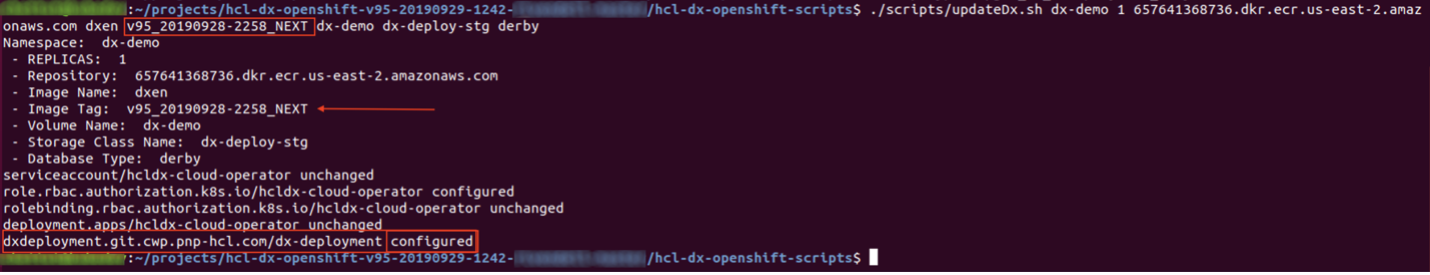 :~/projects/hcl-dx-openshift-v95-20190929-1242-/hcl-dx-openshift-scripts$ ./scripts/updateDx.sh dx-demo 1 657641368736.dkr.ecr.us-east-2.amaz
onaws.com dxen v95_20190928-2258_NEXT dx-demo dx-deploy-stg derby
Namespace:  dx-demo
 - REPLICAS:  1
 - Repository:  657641368736.dkr.ecr.us-east-2.amazonaws.com
 - Image Name:  dxen
 - Image Tag:  v95_20190928-2258_NEXT
 - Volume Name:  dx-demo
 - Storage Class Name:  dx-deploy-stg
 - Database Type:  derby
serviceaccount/hcldx-cloud-operator unchanged
role.rbac.authorization.k8s.io/hcldx-cloud-operator configured
rolebinding.rbac.authorization.k8s.io/hcldx-cloud-operator unchanged
deployment.apps/hcldx-cloud-operator unchanged
dxdeployment.git.cwp.pnp-hcl.com/dx-deployment configured
:~/projects/hcl-dx-openshift-v95-20190929-1242-/hcl-dx-openshift-scripts$